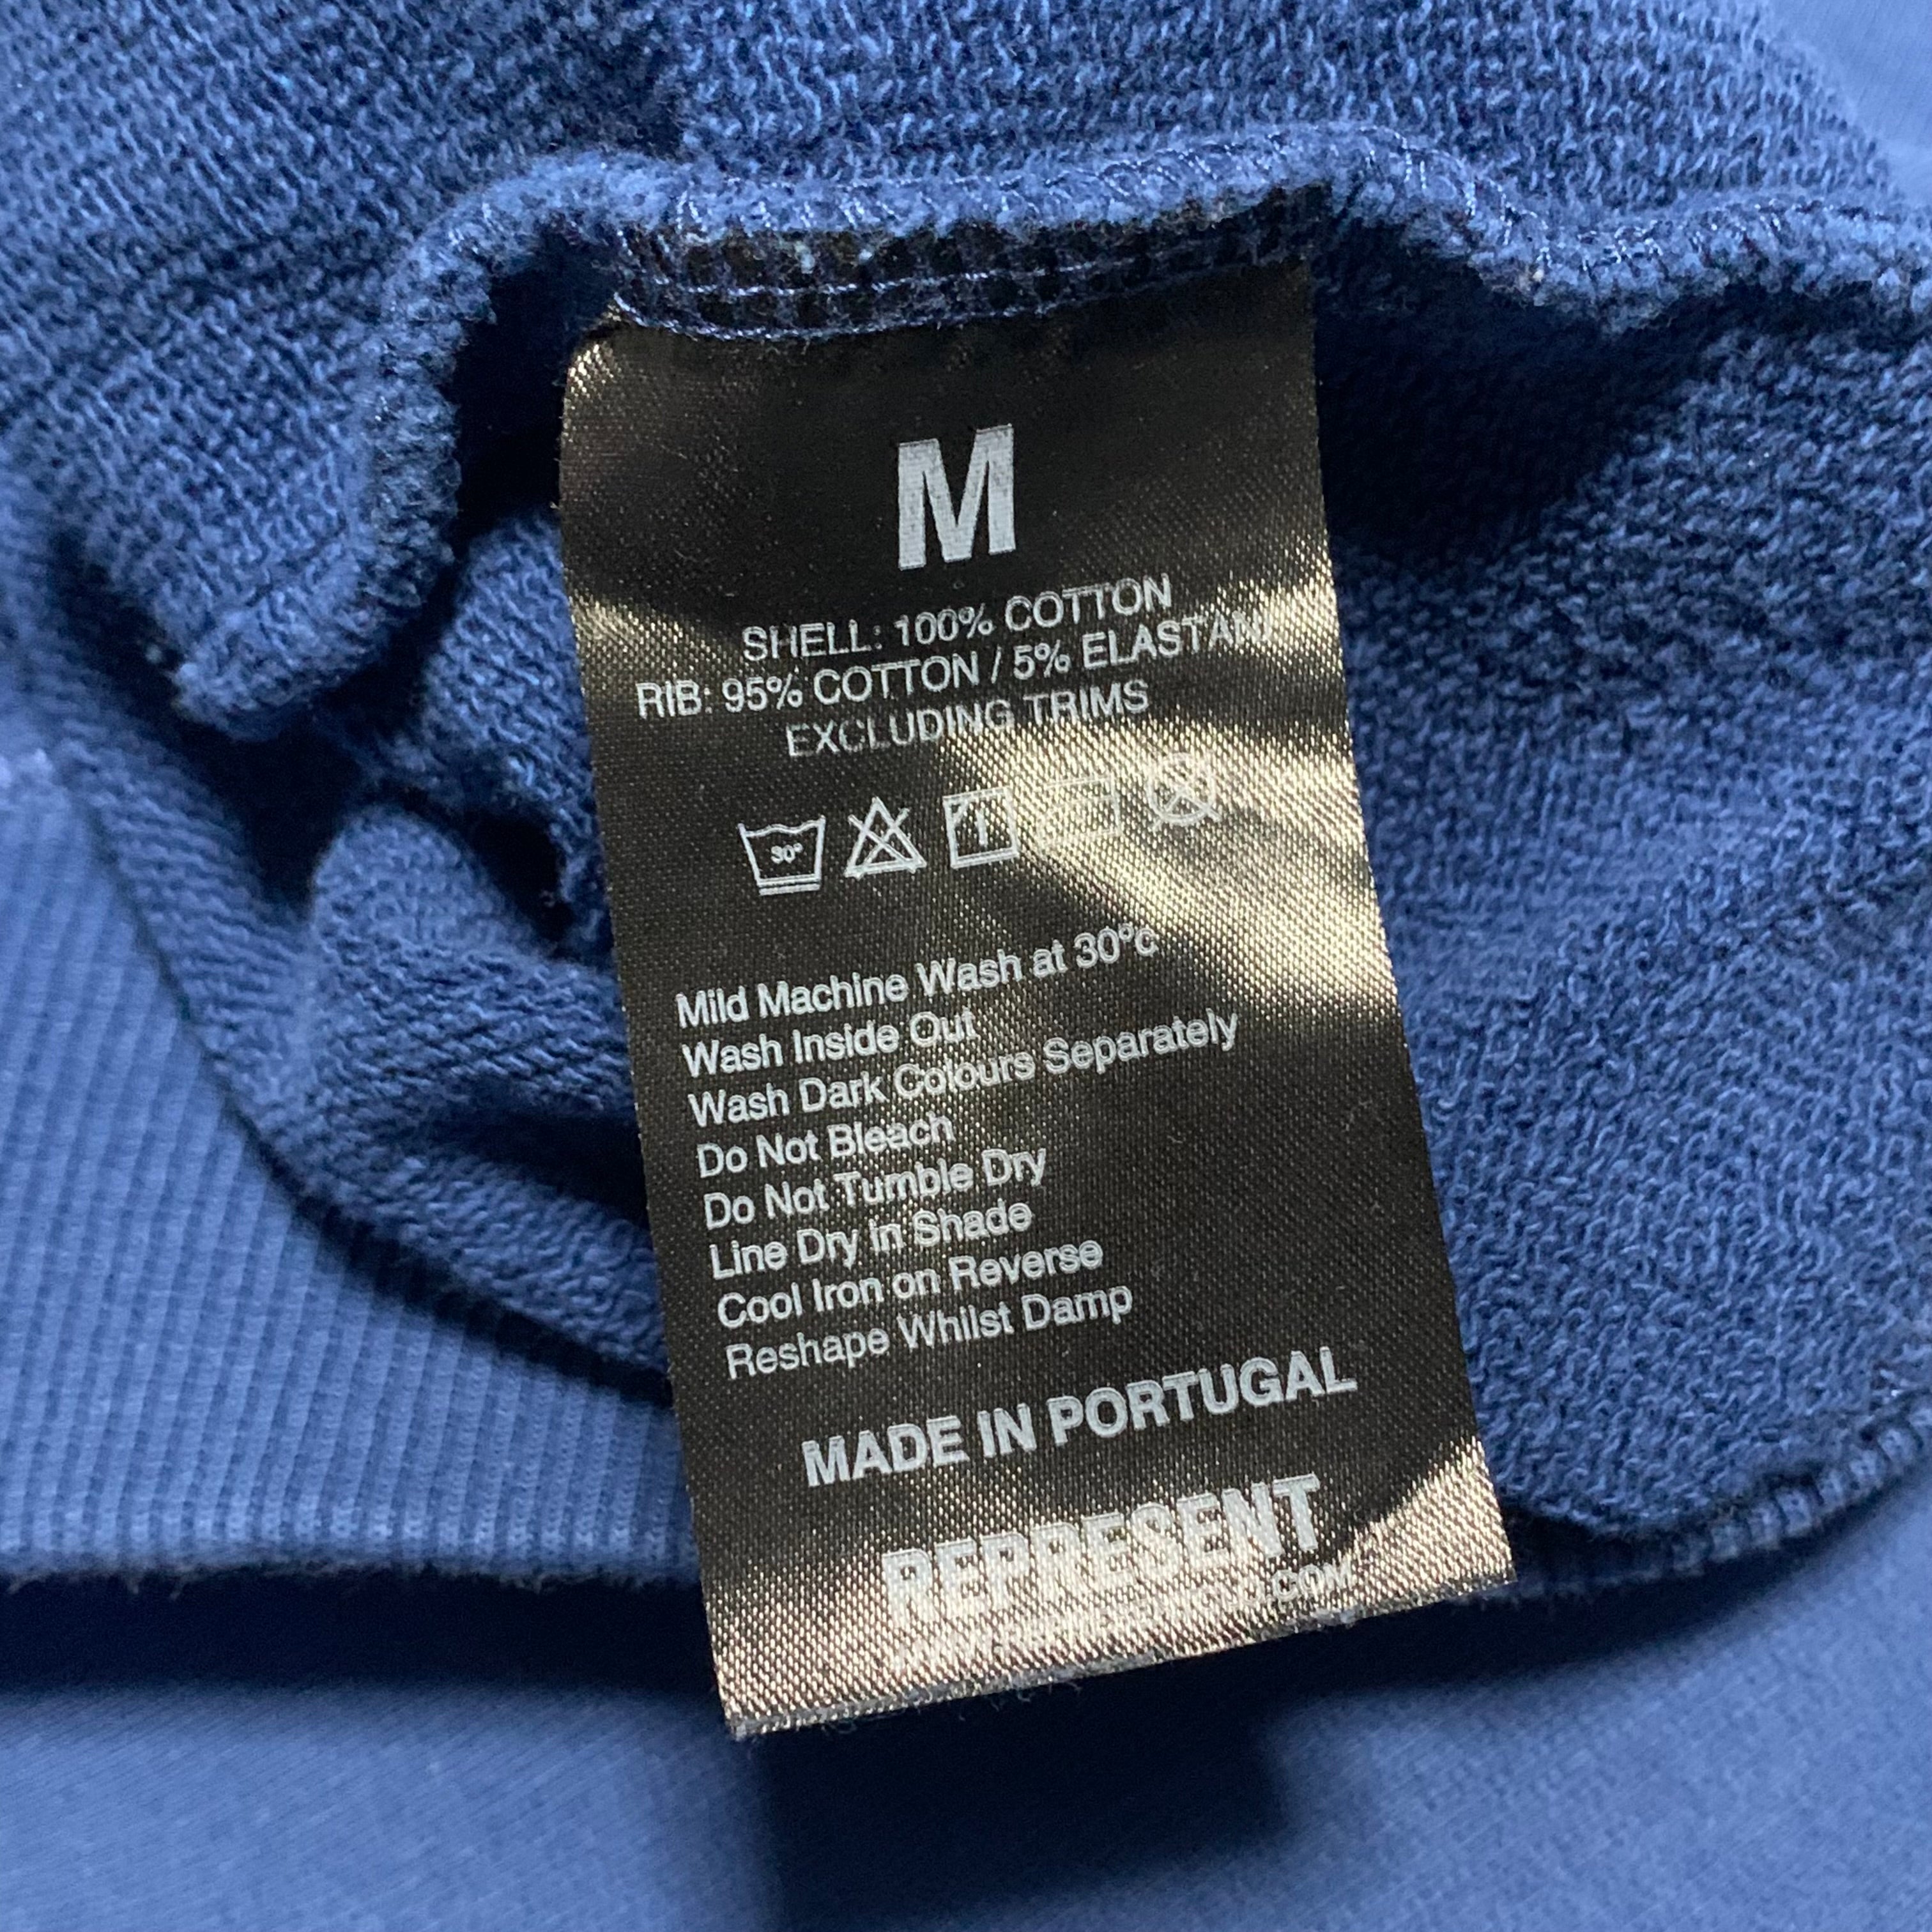 M
SHELL: 100% COTTON
RIB: 95% COTTON / 5% ELASTAN
EXCLUDING TRIMS
30°
Mild Machine Wash at 30°c
Wash Inside Out
Wash Dark Colours Separately
Do Not Bleach
Do Not Tumble Dry
Line Dry in Shade
Cool Iron on Reverse
Reshape Whilst Damp
MADE IN PORTUGAL
REPRESENT